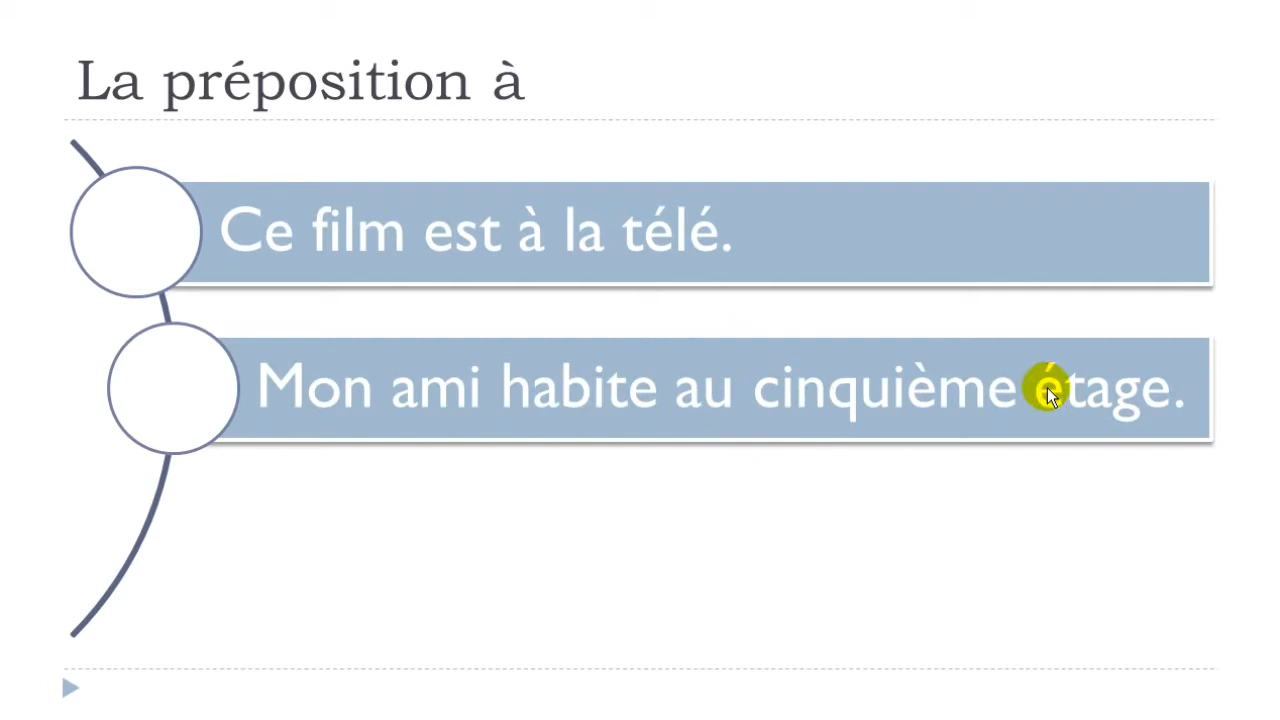 La préposition à
Ce film est à la télé.
Mon ami habite au cinquième étage.